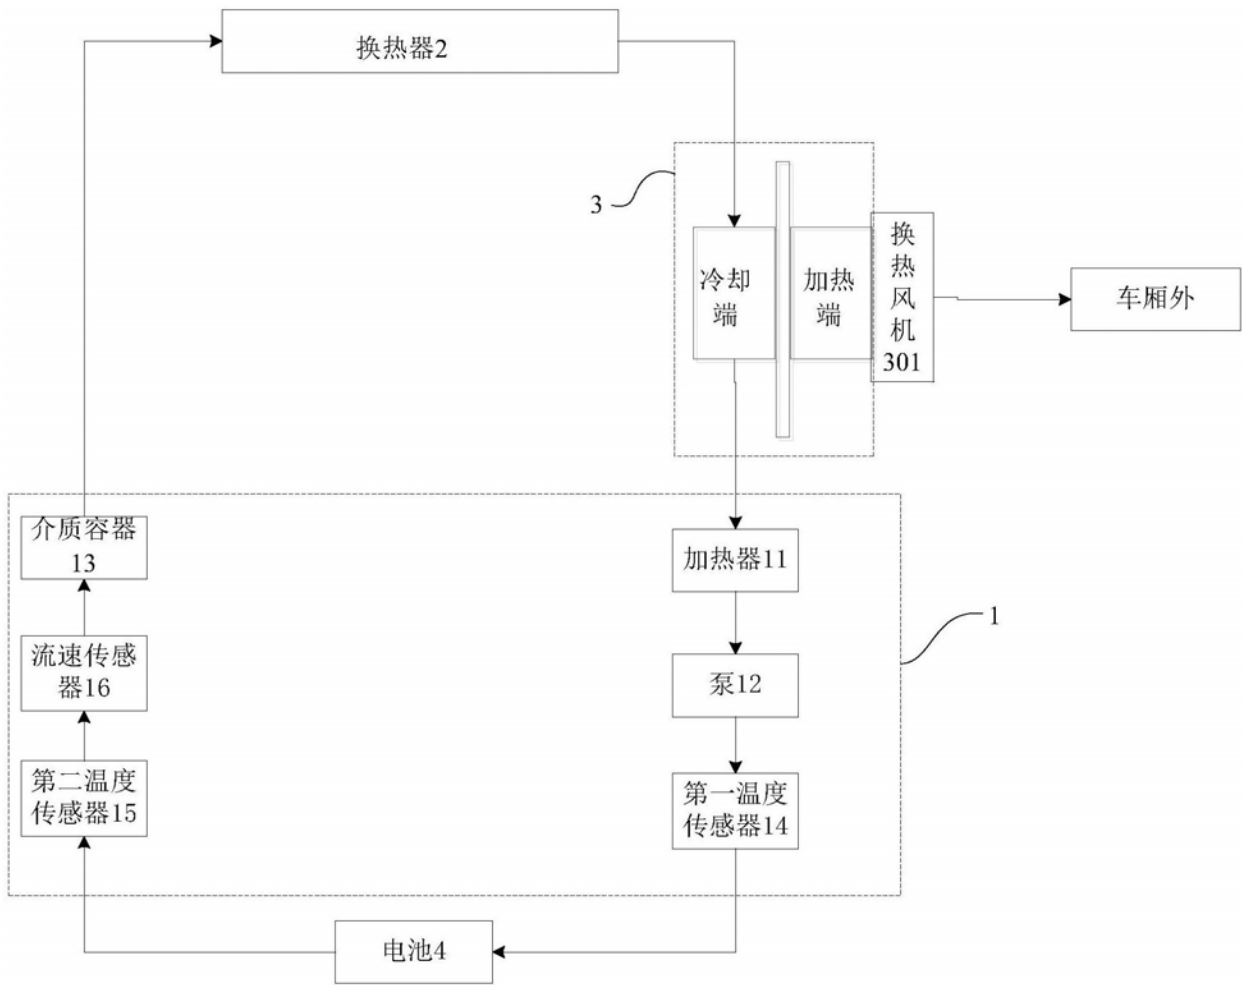 换热器2
3
冷却
端
加热
端
换
热
风
机
301
车厢外
介质容器
13
加热器11
1
流速传感
器16
泵12
第二温度
传感器15
第一温度
传感器14
电池4